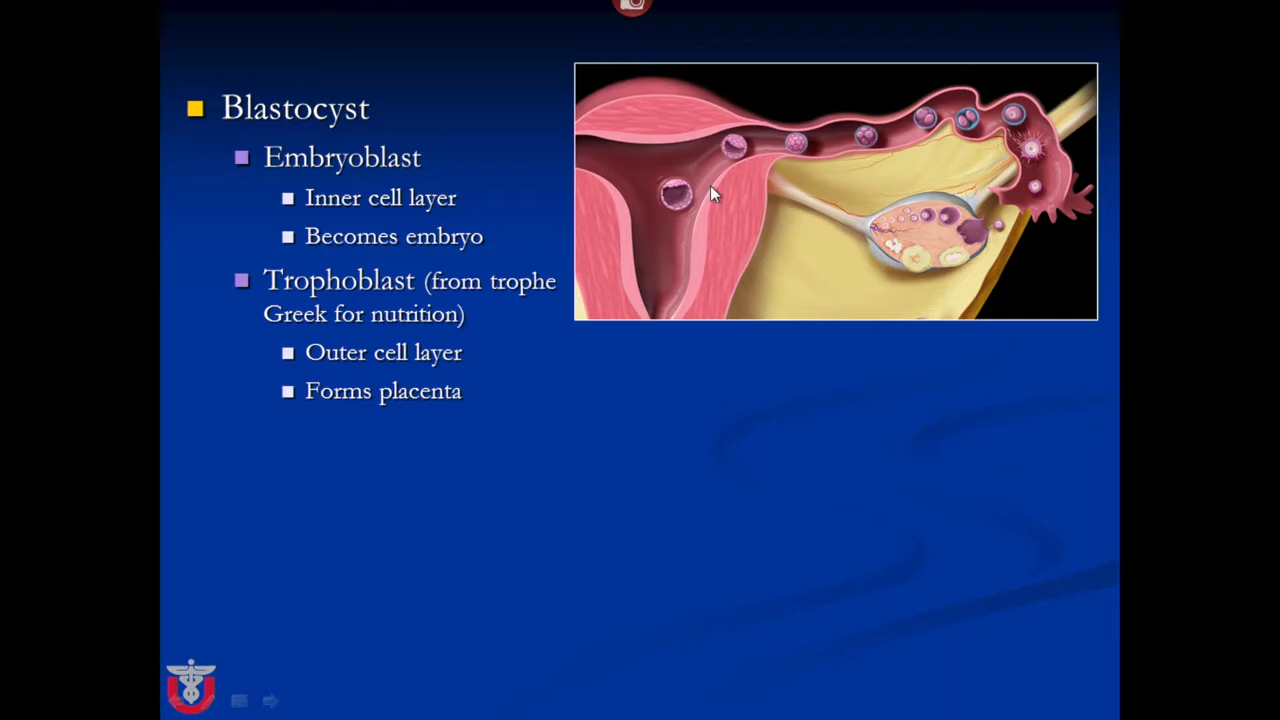 Blastocyst
Embryoblast
Inner cell layer
Becomes embryo
Trophoblast (from trophe
Greek for nutrition)
Outer cell layer
Forms placenta